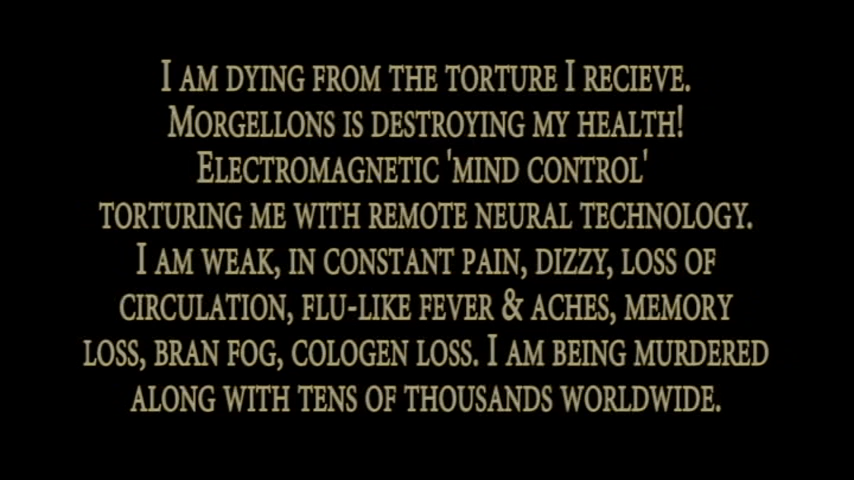 I AM DYING FROM THE TORTURE I RECIEVE.
MORGELLONS IS DESTROYING MY HEALTH!
ELECTROMAGNETIC 'MIND CONTROL'
TORTURING ME WITH REMOTE NEURAL TECHNOLOGY.
I AM WEAK, IN CONSTANT PAIN, DIZZY, LOSS OF
CIRCULATION, FLU-LIKE FEVER & ACHES, MEMORY
LOSS, BRAN FOG, COLOGEN LOSS. I AM BEING MURDERED
ALONG WITH TENS OF THOUSANDS WORLDWIDE.